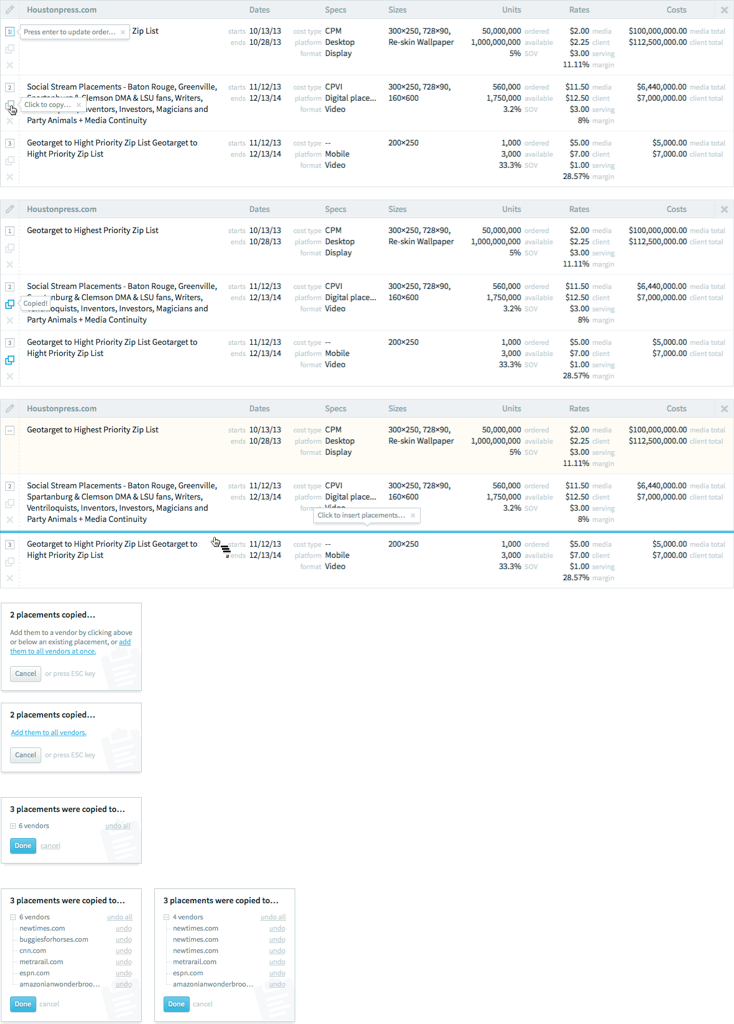 Houstonpress.com Dates Specs Sizes Units Rates Costs
1 Press enter to update order... × Zip List starts 10/13/13 cost type CPM 300×250, 728×90, 50,000,000 ordered $2.00 media $100,000,000.00 media total
ends 10/28/13 platform Desktop Re-skin Wallpaper 1,000,000,000 available $2.25 client $112,500,000.00 client total
format Display 5% SOV $3.00 serving
11.11% margin
2 Social Stream Placements - Baton Rouge, Greenville, starts 11/12/13 cost type CPVI 300×250, 728×90, 560,000 ordered $11.50 media $6,440,000,000.00 media total
Click to copy... × Clemson DMA & LSU fans, Writers, ends 12/13/14 platform Digital place... 160×600 1,750,000 available $12.50 client $7,000,000,000.00 client total
Inventors, Investors, Magicians and format Video 3.2% SOV $3.00 serving
Party Animals + Media Continuity 8% margin
3 Geotarget to Hight Priority Zip List Geotarget to starts 11/12/13 cost type -- 200×250 1,000 ordered $5.00 media $5,000.00 media total
Hight Priority Zip List ends 12/13/14 platform Mobile 3,000 available $7.00 client $7,000.00 client total
format Video 33.3% SOV $1.00 serving
28.57% margin
Houstonpress.com Dates Specs Sizes Units Rates Costs
1 Geotarget to Highest Priority Zip List starts 10/13/13 cost type CPM 300×250, 728×90, 50,000,000 ordered $2.00 media $100,000,000.00 media total
ends 10/28/13 platform Desktop Re-skin Wallpaper 1,000,000,000 available $2.25 client $112,500,000.00 client total
format Display 5% SOV $3.00 serving
11.11% margin
2 Social Stream Placements - Baton Rouge, Greenville, starts 11/12/13 cost type CPVI 300×250, 728×90, 560,000 ordered $11.50 media $6,440,000,000.00 media total
Copied! Spartanburg & Clemson DMA & LSU fans, Writers, ends 12/13/14 platform Digital place... 160×600 1,750,000 available $12.50 client $7,000,000,000.00 client total
Ventriloquists, Inventors, Investors, Magicians and format Video 3.2% SOV $3.00 serving
Party Animals + Media Continuity 8% margin
3 Geotarget to Hight Priority Zip List Geotarget to starts 11/12/13 cost type -- 200×250 1,000 ordered $5.00 media $5,000.00 media total
Hight Priority Zip List ends 12/13/14 platform Mobile 3,000 available $7.00 client $7,000.00 client total
format Video 33.3% SOV $1.00 serving
28.57% margin
Houstonpress.com Dates Specs Sizes Units Rates Costs
Geotarget to Highest Priority Zip List starts 10/13/13 cost type CPM 300×250, 728×90, 50,000,000 ordered $2.00 media $100,000,000.00 media total
ends 10/28/13 platform Desktop Re-skin Wallpaper 1,000,000,000 available $2.25 client $112,500,000.00 client total
format Display 5% SOV $3.00 serving
11.11% margin
2 Social Stream Placements - Baton Rouge, Greenville, starts 11/12/13 cost type CPVI 300×250, 728×90, 560,000 ordered $11.50 media $6,440,000,000.00 media total
Spartanburg & Clemson DMA & LSU fans, Writers, ends 12/13/14 platform Digital place... 160×600 1,750,000 available $12.50 client $7,000,000,000.00 client total
Ventriloquists, Inventors, Investors, Magicians and format Video 3.2% SOV $3.00 serving
Party Animals + Media Continuity Click to insert placements... × 8% margin
3 Geotarget to Hight Priority Zip List Geotarget to starts 11/12/13 cost type -- 200×250 1,000 ordered $5.00 media $5,000.00 media total
Hight Priority Zip List ends 12/13/14 platform Mobile 3,000 available $7.00 client $7,000.00 client total
format Video 33.3% SOV $1.00 serving
28.57% margin
2 placements copied...
Add them to a vendor by clicking above
or below an existing placement, or add
them to all vendors at once.
Cancel or press ESC key
2 placements copied...
Add them to all vendors.
Cancel or press ESC key
3 placements were copied to...
6 vendors undo all
Done cancel
3 placements were copied to...
6 vendors undo all
newtimes.com undo
buggiesforhorses.com undo
cnn.com undo
metrarail.com undo
espn.com undo
amazonianwonderbroo... undo
Done cancel
3 placements were copied to...
4 vendors undo all
newtimes.com undo
newtimes.com undo
newtimes.com undo
metrarail.com undo
espn.com undo
amazonianwonderbroo... undo
Done cancel